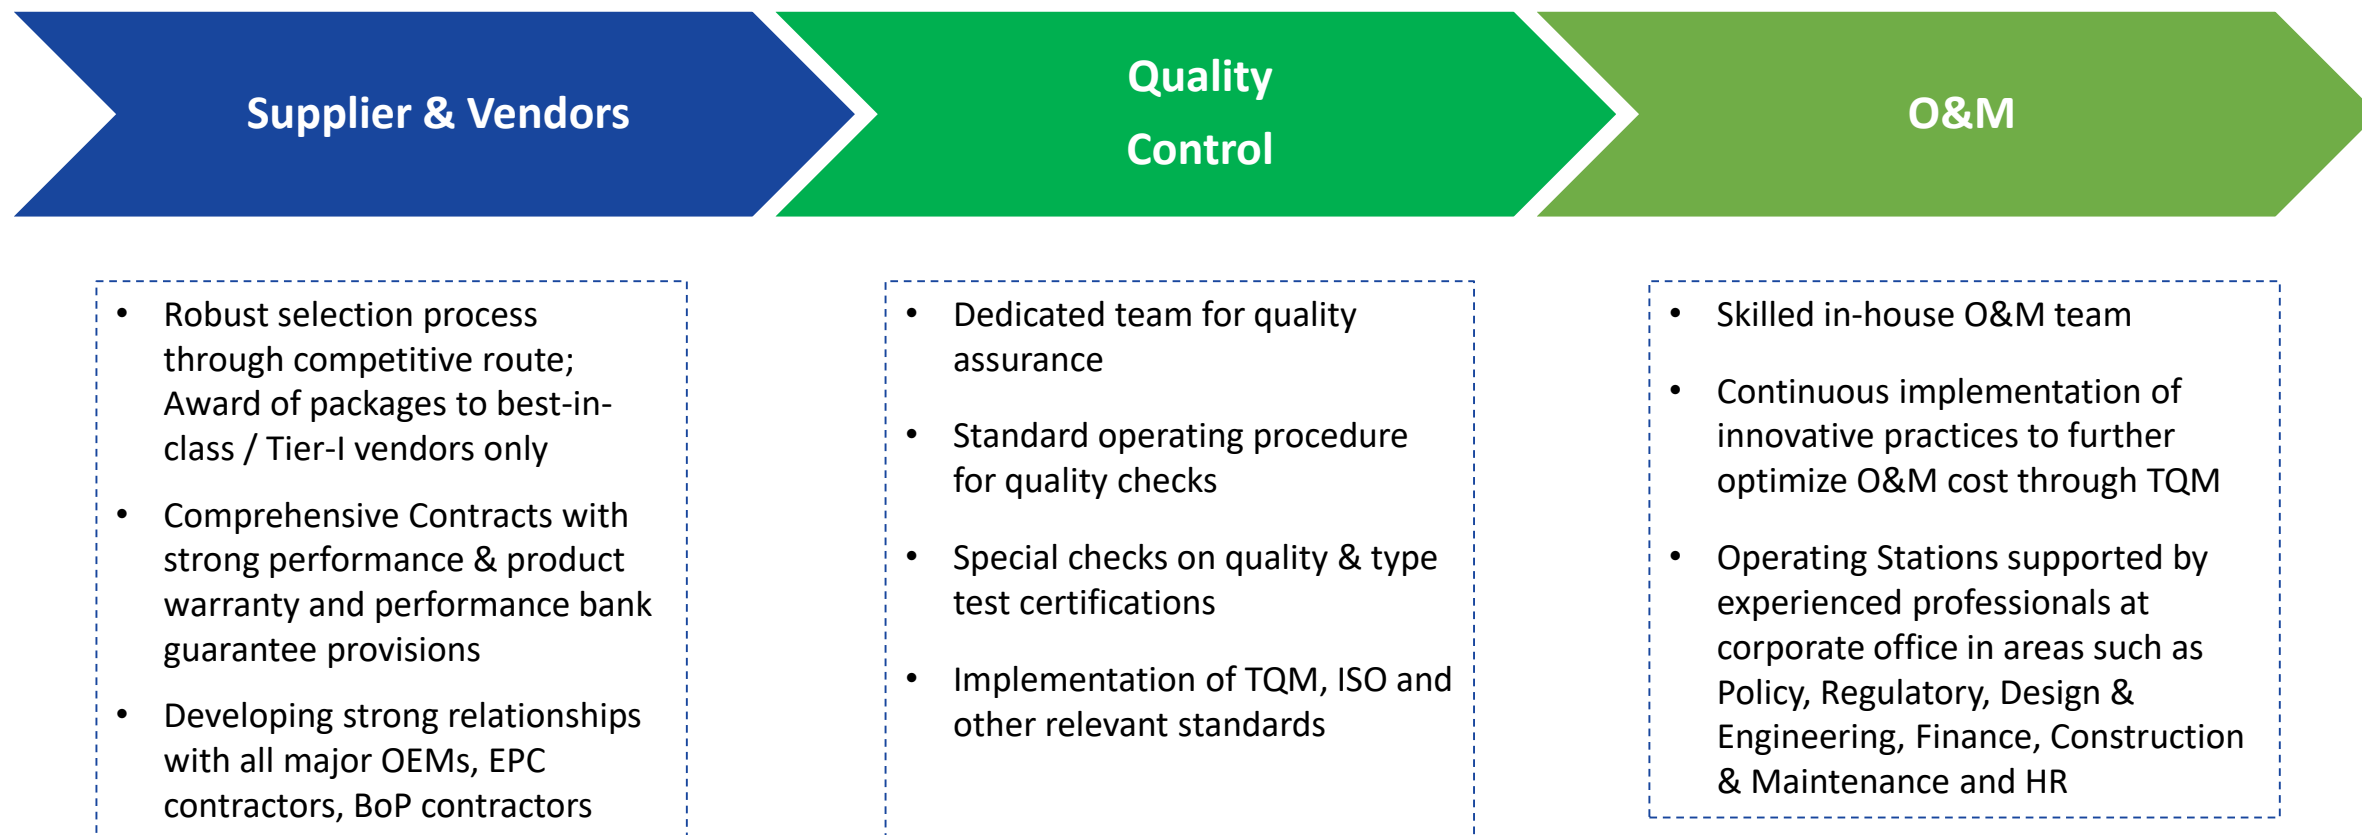 Supplier & Vendors
Quality
Control
O&M
• Robust selection process
through competitive route;
Award of packages to best-in-
class / Tier-I vendors only
• Comprehensive Contracts with
strong performance & product
warranty and performance bank
guarantee provisions
• Developing strong relationships
with all major OEMs, EPC
contractors, BoP contractors
• Dedicated team for quality
assurance
• Standard operating procedure
for quality checks
• Special checks on quality & type
test certifications
• Implementation of TQM, ISO and
other relevant standards
• Skilled in-house O&M team
• Continuous implementation of
innovative practices to further
optimize O&M cost through TQM
• Operating Stations supported by
experienced professionals at
corporate office in areas such as
Policy, Regulatory, Design &
Engineering, Finance, Construction
& Maintenance and HR